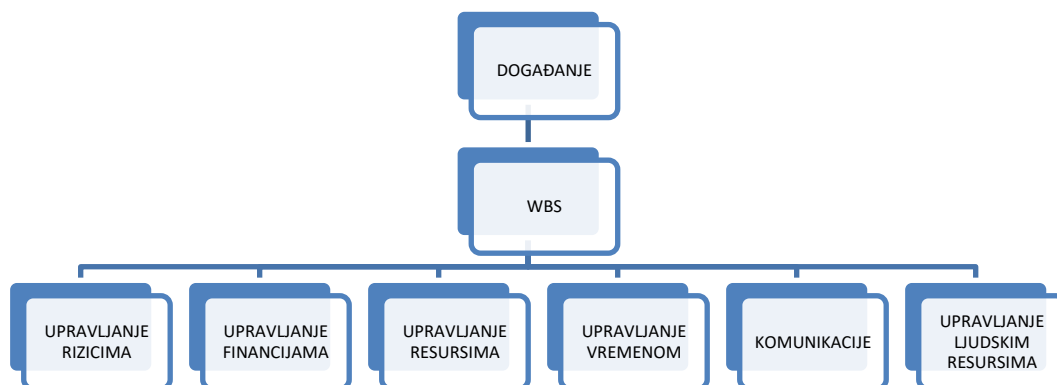 DOGAĐANJE
WBS
UPRAVLJANJE
RIZICIMA
UPRAVLJANJE
FINANCIJAMA
UPRAVLJANJE
RESURSIMA
UPRAVLJANJE
VREMENOM
KOMUNIKACIJE
UPRAVLJANJE
LJUDSKIM
RESURSIMA